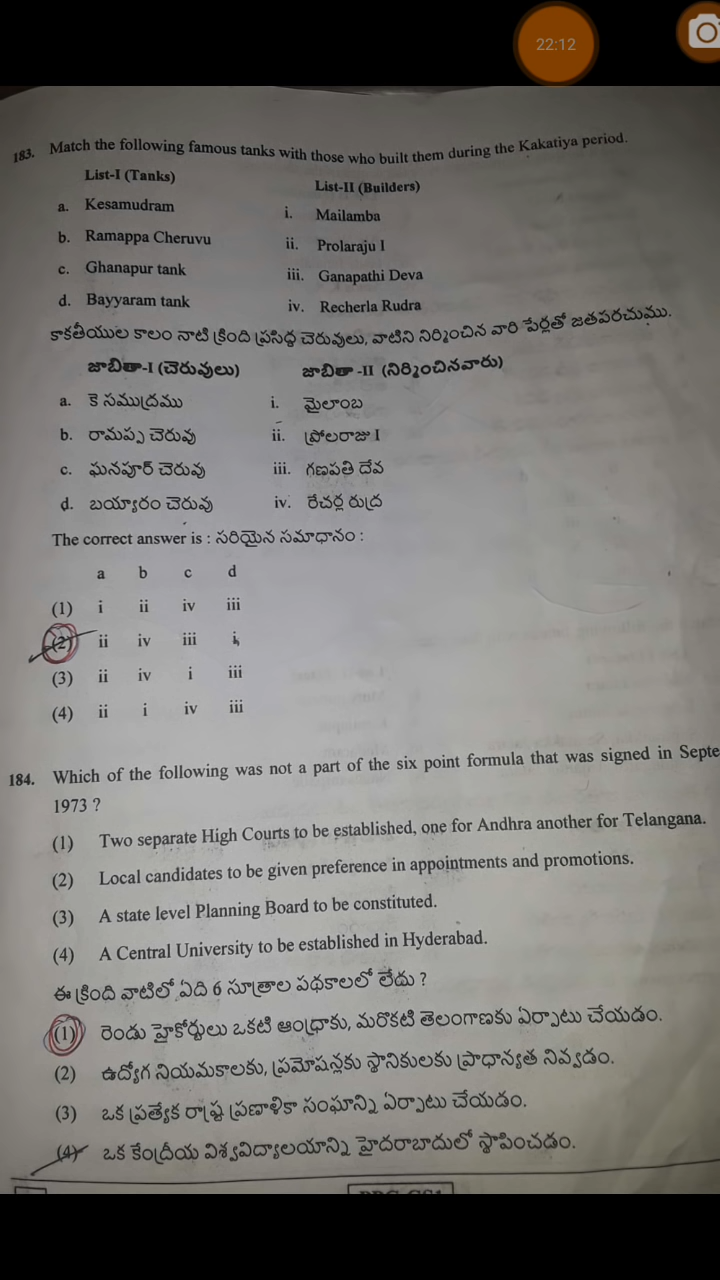 22:12
183. Match the following famous tanks with those who built them during the Kakatiya period.
List-I (Tanks) List-II (Builders)
a. Kesamudram i. Mailamba
b. Ramappa Cheruvu ii. Prolaraju I
c. Ghanapur tank iii. Ganapathi Deva
d. Bayyaram tank iv. Recherla Rudra
కాకతీయుల కాలం నాటి క్రింది ప్రసిద్ధ చెరువులు, వాటిని నిర్మించిన వారి పేర్లతో జతపరచుము.
జాబితా-I (చెరువులు) జాబితా -II (నిర్మించినవారు)
a. కె సముద్రము i. మైలాంబ
b. రామప్ప చెరువు ii. ప్రోలరాజు I
c. ఘనపూర్ చెరువు iii. గణపతి దేవ
d. బయ్యారం చెరువు iv. రేచర్ల రుద్ర
The correct answer is : సరియైన సమాధానం :
a b c d
(1) i ii iv iii
(2) ii iv iii i
(3) ii iv i iii
(4) ii i iv iii
184. Which of the following was not a part of the six point formula that was signed in Septe
1973 ?
(1) Two separate High Courts to be established, one for Andhra another for Telangana.
(2) Local candidates to be given preference in appointments and promotions.
(3) A state level Planning Board to be constituted.
(4) A Central University to be established in Hyderabad.
ఈ క్రింది వాటిలో ఏది 6 సూత్రాల పథకాలలో లేదు ?
(1) రెండు హైకోర్టులు ఒకటి ఆంధ్రాకు, మరొకటి తెలంగాణకు ఏర్పాటు చేయడం.
(2) ఉద్యోగ నియమకాలకు, ప్రమోషన్లకు స్థానికులకు ప్రాధాన్యత నివ్వడం.
(3) ఒక ప్రత్యేక రాష్ట్ర ప్రణాళికా సంఘాన్ని ఏర్పాటు చేయడం.
(4) ఒక కేంద్రీయ విశ్వవిద్యాలయాన్ని హైదరాబాదులో స్థాపించడం.